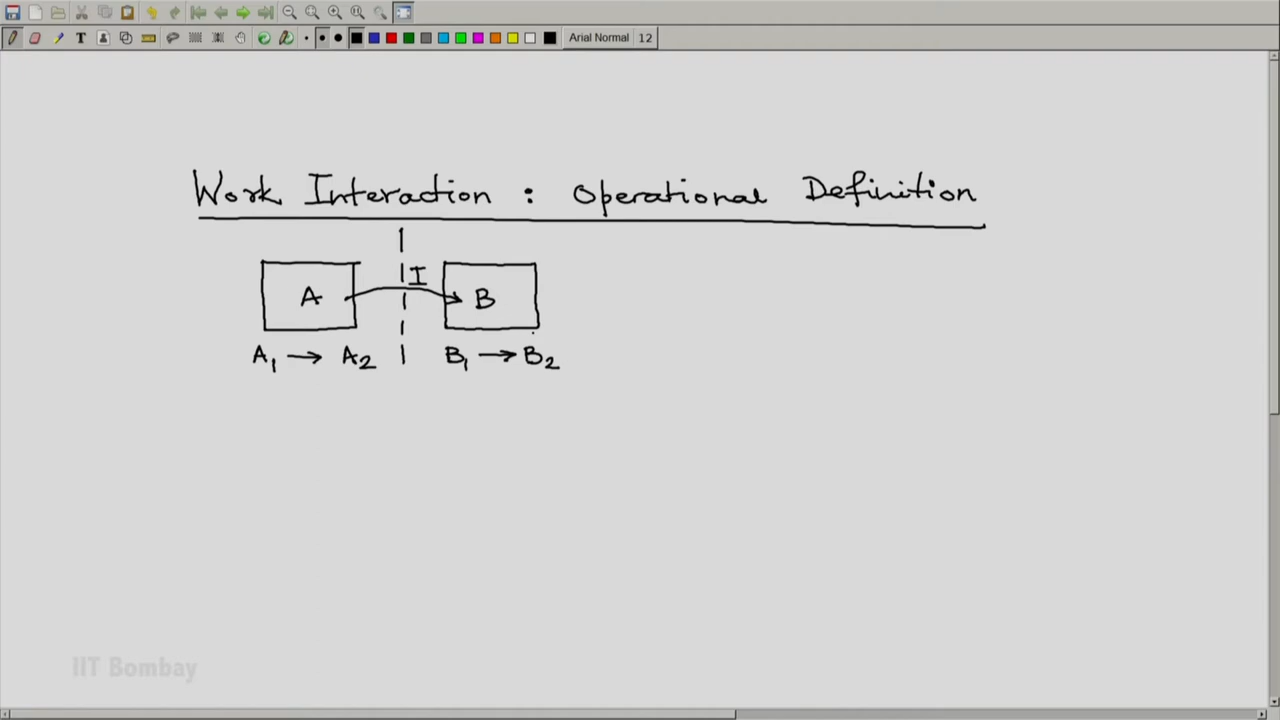 Arial Normal 12
Work Interaction : Operational Definition
A I B
A₁ → A₂ B₁ → B₂
IIT Bombay